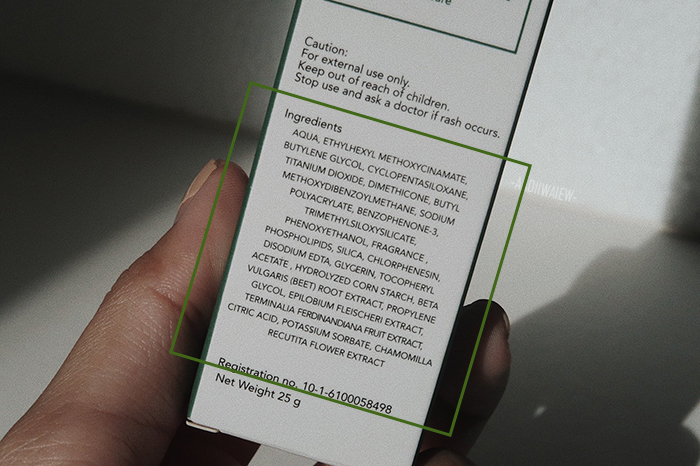 Caution:
For external use only.
Keep out of reach of children.
Stop use and ask a doctor if rash occurs.
Ingredients
AQUA, ETHYLHEXYL METHOXYCINAMATE,
BUTYLENE GLYCOL, CYCLOPENTASILOXANE,
TITANIUM DIOXIDE, DIMETHICONE, BUTYL
METHOXYDIBENZOYLMETHANE, SODIUM
POLYACRYLATE, BENZOPHENONE-3,
TRIMETHYLSILOXYSILICATE,
PHENOXYETHANOL, FRAGRANCE ,
PHOSPHOLIPIDS, SILICA, CHLORPHENESIN,
DISODIUM EDTA, GLYCERIN, TOCOPHERYL
ACETATE , HYDROLYZED CORN STARCH, BETA
VULGARIS (BEET) ROOT EXTRACT, PROPYLENE
GLYCOL, EPILOBIUM FLEISCHERI EXTRACT,
TERMINALIA FERDINANDIANA FRUIT EXTRACT,
CITRIC ACID, POTASSIUM SORBATE, CHAMOMILLA
RECUTITA FLOWER EXTRACT
Registration no. 10-1-6100058498
Net Weight 25 g